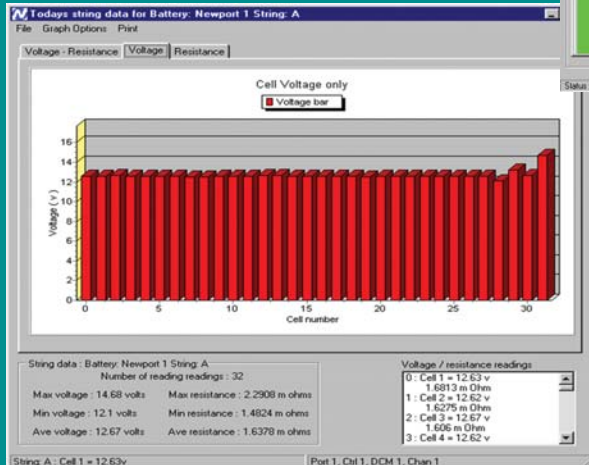 Todays string data for Battery: Newport 1 String: A
File Graph Options Print
Voltage - Resistance Voltage Resistance
Status
Cell Voltage only
Voltage bar
16
14
12
10
8
6
4
2
0
Voltage ( v )
0 5 10 15 20 25 30
Cell number
String data : Battery: Newport 1 String: A
Number of reading readings : 32
Max voltage : 14.68 volts Max resistance : 2.2908 m ohms
Min voltage : 12.1 volts Min resistance : 1.4824 m ohms
Ave voltage : 12.67 volts Ave resistance : 1.6378 m ohms
Voltage / resistance readings
0 : Cell 1 = 12.63 v
1.6813 m Ohm
1 : Cell 2 = 12.62 v
1.6275 m Ohm
2 : Cell 3 = 12.67 v
1.606 m Ohm
3 : Cell 4 = 12.62 v
String: A : Cell 1 = 12.63v Port 1, Ctrl 1, DCM 1, Chan 1